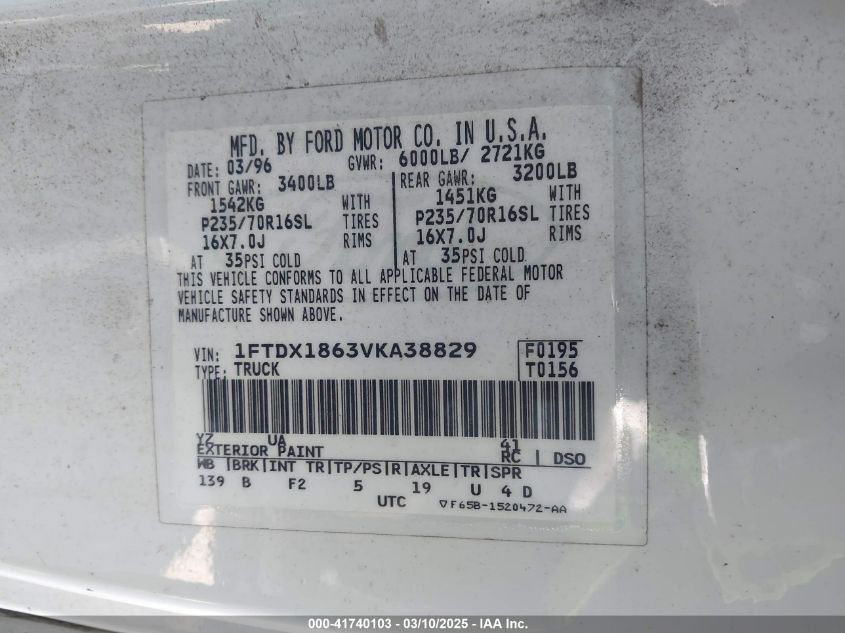 MFD. BY FORD MOTOR CO. IN U.S.A.
DATE: 03/96 GVWR: 6000LB/ 2721KG
FRONT GAWR: 3400LB REAR GAWR: 3200LB
1542KG WITH 1451KG WITH
P235/70R16SL TIRES P235/70R16SL TIRES
16X7.0J RIMS 16X7.0J RIMS
AT 35PSI COLD AT 35PSI COLD
THIS VEHICLE CONFORMS TO ALL APPLICABLE FEDERAL MOTOR
VEHICLE SAFETY STANDARDS IN EFFECT ON THE DATE OF
MANUFACTURE SHOWN ABOVE.
VIN: 1FTDX1863VKA38829 F0195
TYPE: TRUCK T0156
YZ UA 41
EXTERIOR PAINT RC | DSO
WB |BRK|INT TR|TP/PS|R|AXLE|TR|SPR
139 B F2 5 19 U 4 D
UTC ▽F65B-1520472-AA
000-41740103 - 03/10/2025 - IAA Inc.